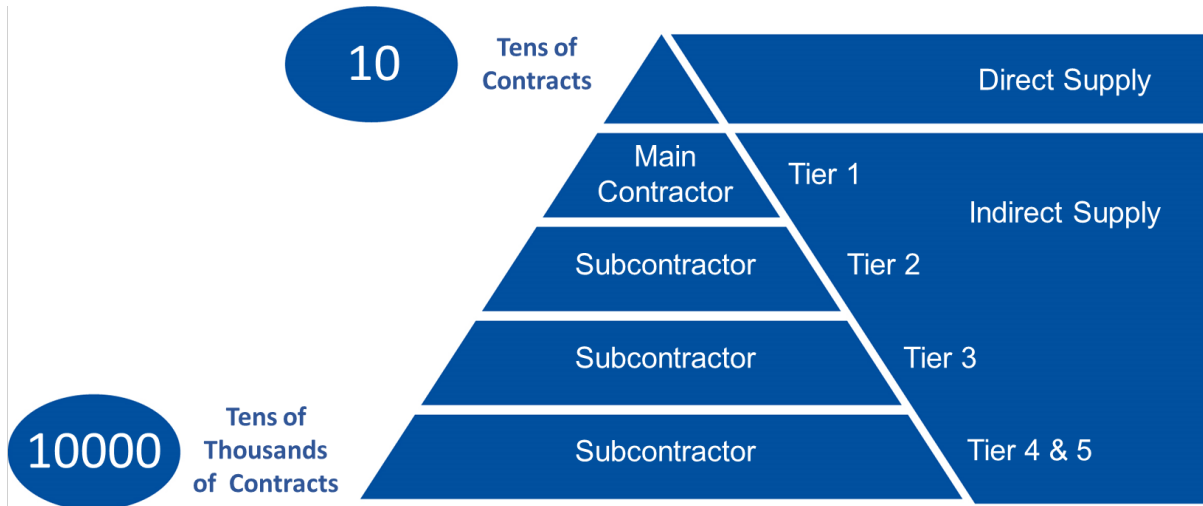 10
Tens of
Contracts
Direct Supply
Main
Contractor
Tier 1
Indirect Supply
Subcontractor
Tier 2
Subcontractor
Tier 3
10000
Tens of
Thousands
of Contracts
Subcontractor
Tier 4 & 5